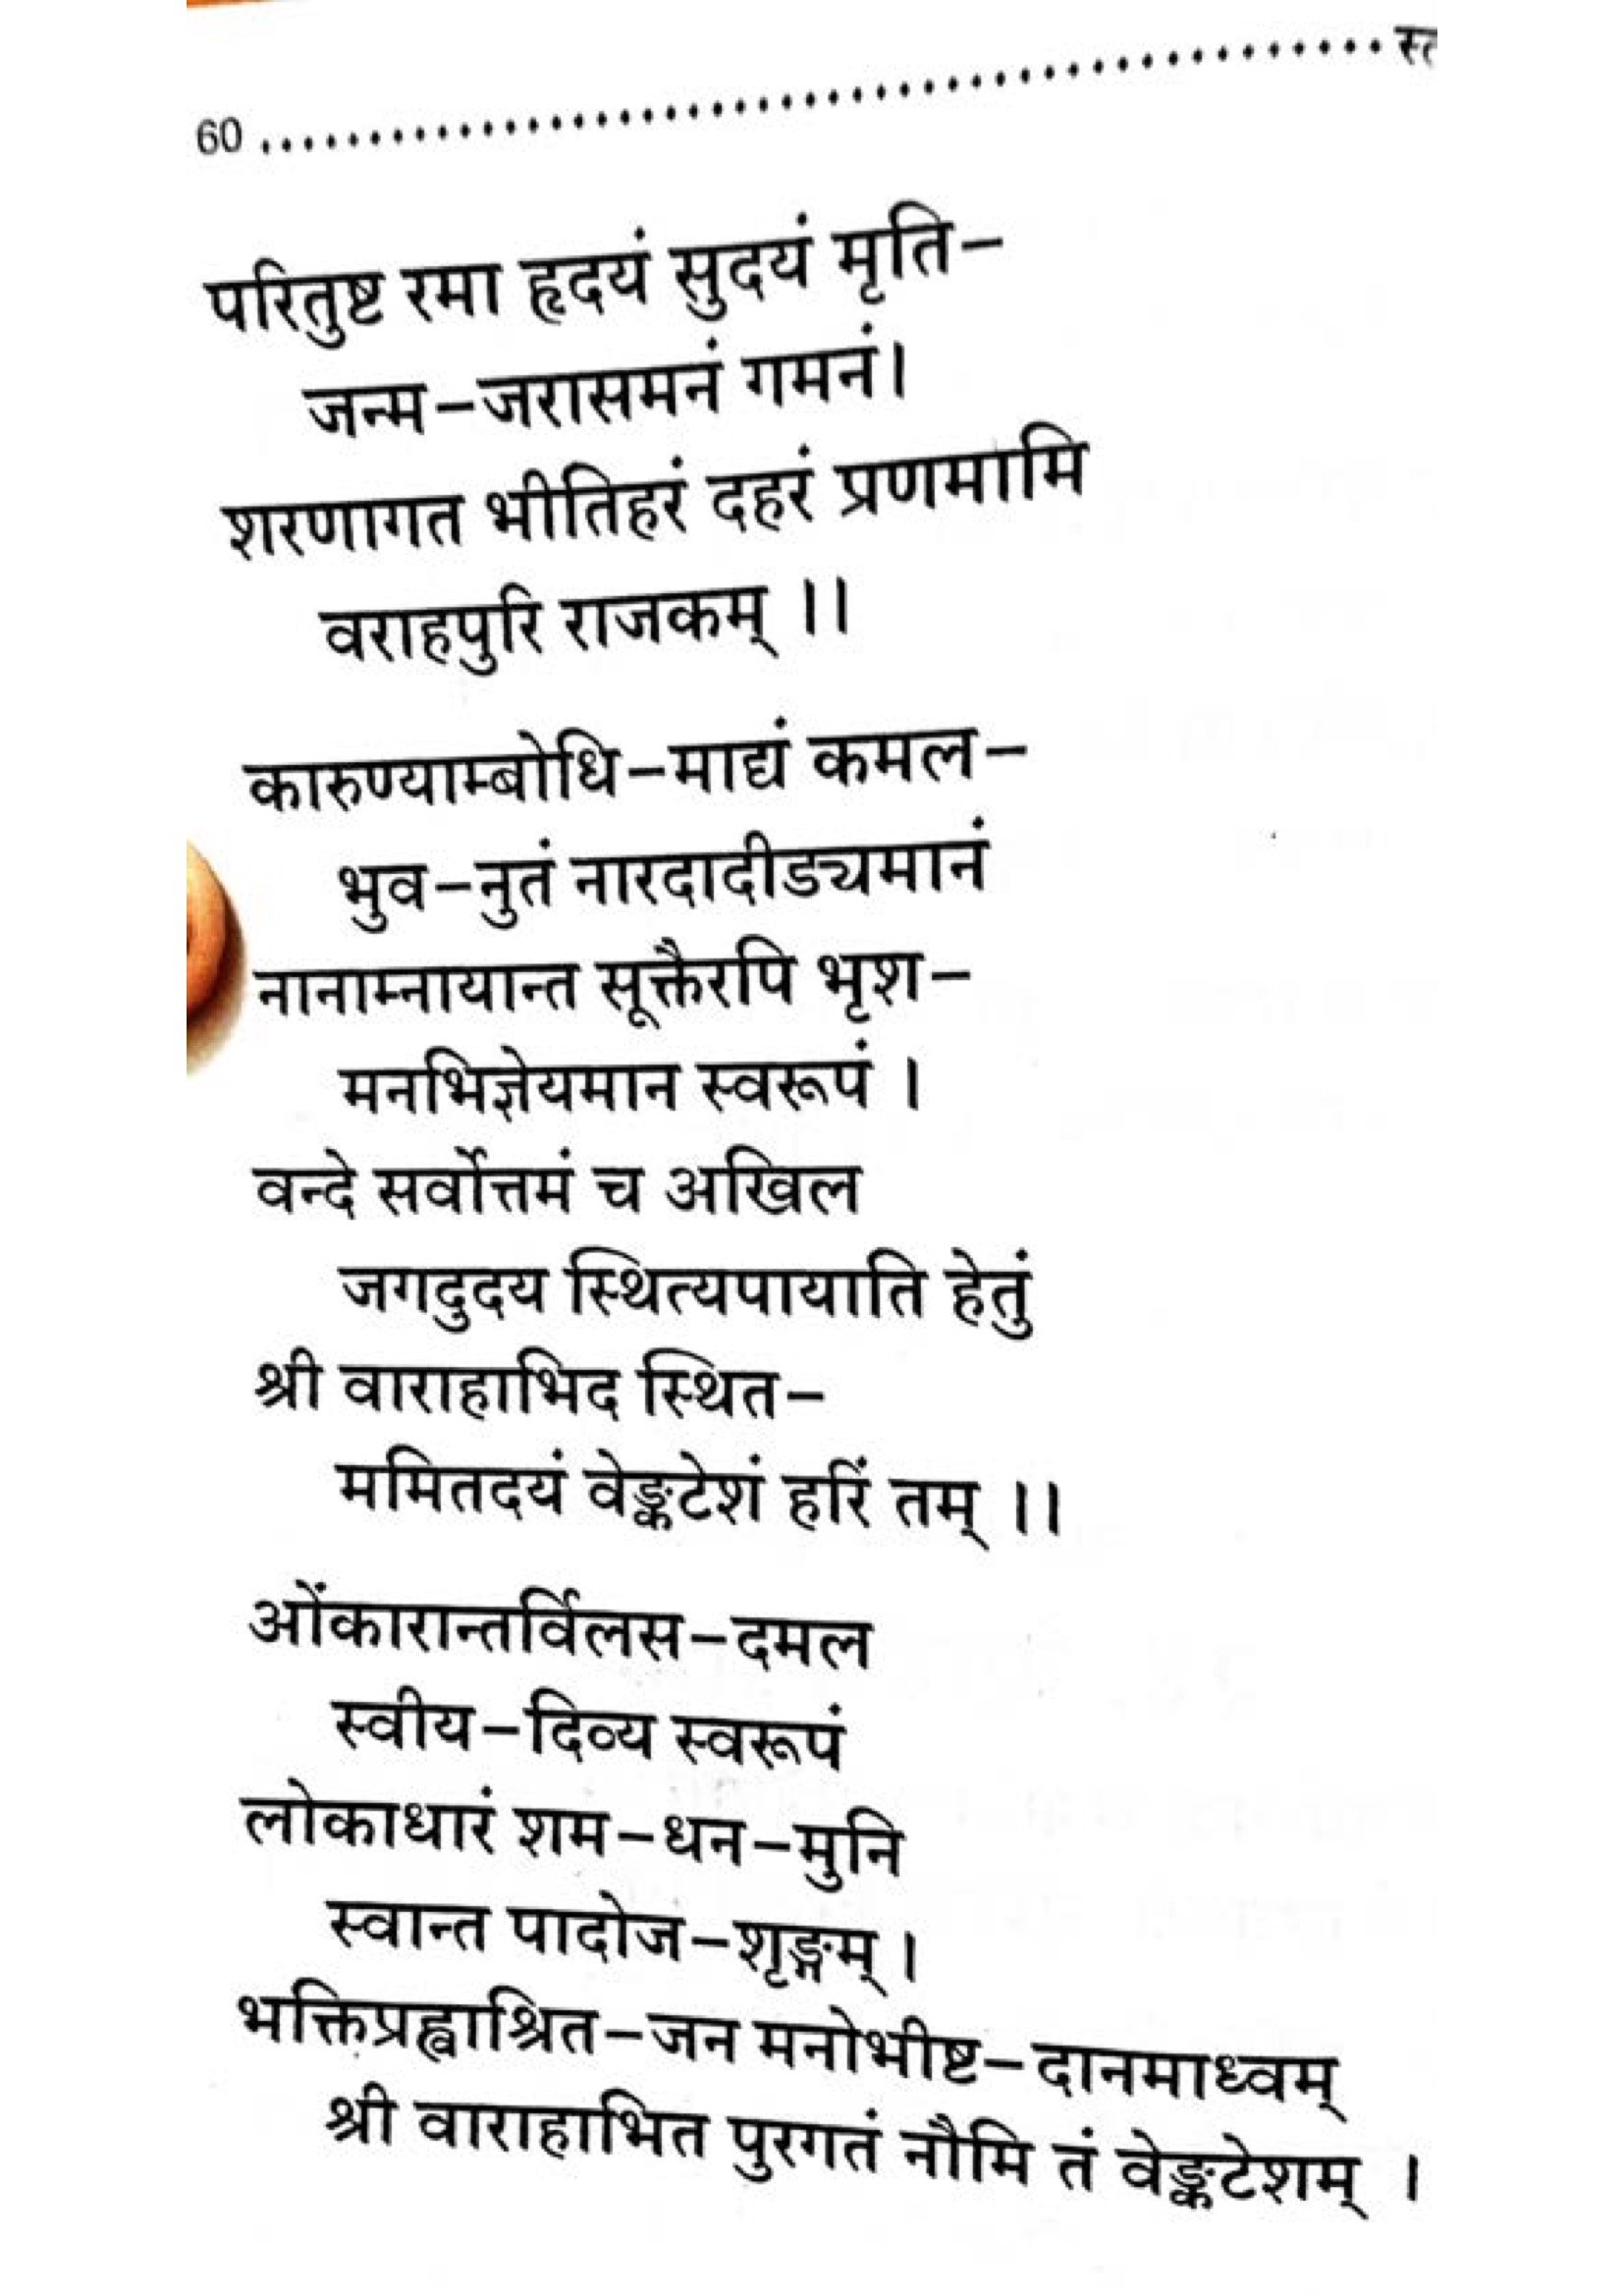 60
परितुष्ट रमा हृदयं सुदयं मृति-
जन्म-जरासमनं गमनं।
शरणागत भीतिहरं दहरं प्रणमामि
वराहपुरि राजकम् ।।
कारुण्याम्बोधि-माद्यं कमल-
भुव-नुतं नारदादीड्यमानं
नानाम्नायान्त सूक्तैरपि भृश-
मनभिज्ञेयमान स्वरूपं ।
वन्दे सर्वोत्तमं च अखिल
जगदुदय स्थित्यपायाति हेतुं
श्री वाराहाभिद स्थित-
ममितदयं वेङ्कटेशं हरिं तम् ।।
ओंकारान्तर्विलस-दमल
स्वीय-दिव्य स्वरूपं
लोकाधारं शम-धन-मुनि
स्वान्त पादोज-शृङ्गम् ।
भक्तिप्रह्वाश्रित-जन मनोभीष्ट-दानमाध्वम्
श्री वाराहाभित पुरगतं नौमि तं वेङ्कटेशम् ।